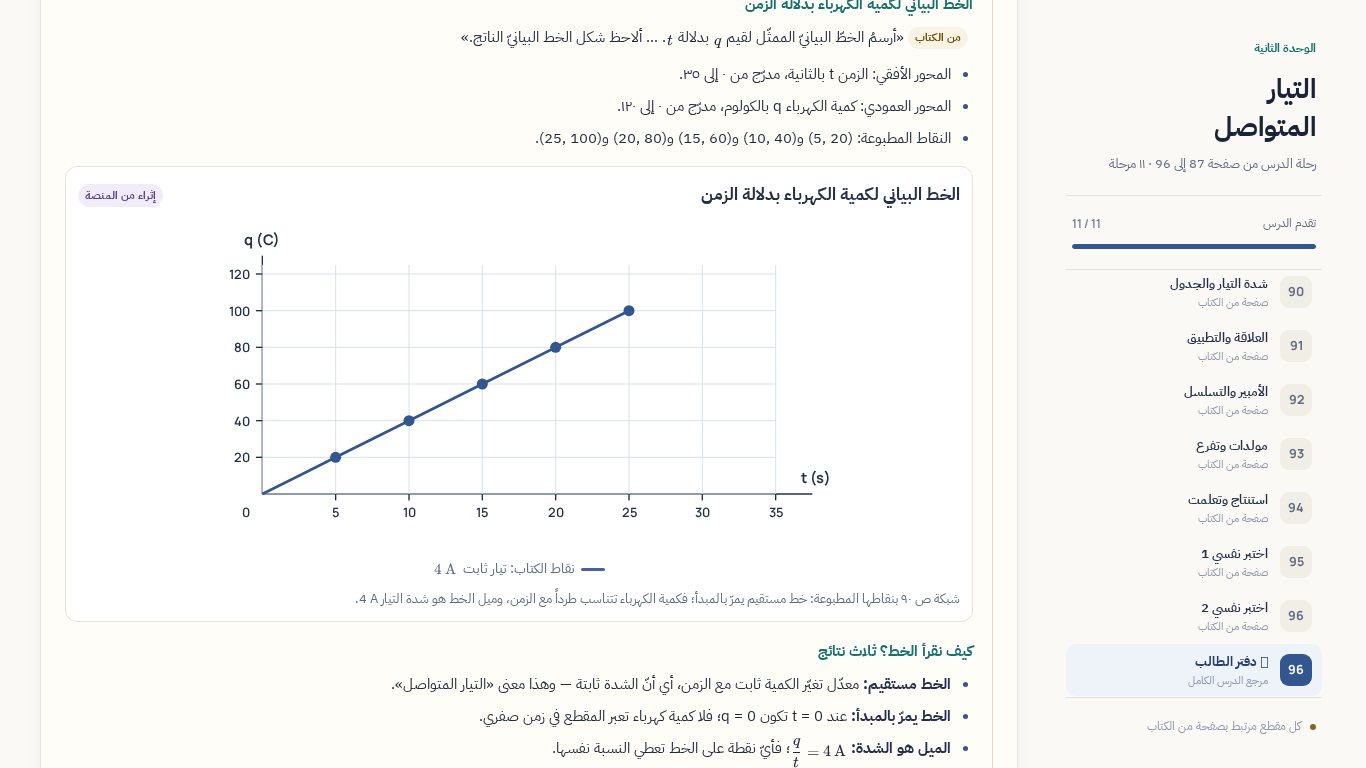 الخط البياني لكمية الكهرباء بدلالة الزمن
من الكتاب «أرسمُ الخطّ البيانيّ الممثّل لقيم q بدلالة t. ... ألاحظ شكل الخط البيانيّ الناتج.»
• المحور الأفقي: الزمن t بالثانية، مدرّج من ٠ إلى ٣٥.
• المحور العمودي: كمية الكهرباء q بالكولوم، مدرّج من ٠ إلى ١٢٠.
• النقاط المطبوعة: (5, 20) و(10, 40) و(15, 60) و(20, 80) و(25, 100).
الخط البياني لكمية الكهرباء بدلالة الزمن
إثراء من المنصة
q (C)
120
100
80
60
40
20
t (s)
0 5 10 15 20 25 30 35
نقاط الكتاب: تيار ثابت 4 A
شبكة ص ٩٠ بنقاطها المطبوعة: خط مستقيم يمرّ بالمبدأ؛ فكمية الكهرباء تتناسب طرداً مع الزمن، وميل الخط هو شدة التيار 4 A.
كيف نقرأ الخط؟ ثلاث نتائج
• الخط مستقيم: معدّل تغيّر الكمية ثابت مع الزمن، أي أنّ الشدة ثابتة — وهذا معنى «التيار المتواصل».
• الخط يمرّ بالمبدأ: عند t = 0 تكون q = 0؛ فلا كمية كهرباء تعبر المقطع في زمن صفري.
• الميل هو الشدة: q/t = 4 A؛ فأيّ نقطة على الخط تعطي النسبة نفسها.
الوحدة الثانية
التيار
المتواصل
رحلة الدرس من صفحة 87 إلى 96 · ١١ مرحلة
تقدم الدرس
11 / 11
90 شدة التيار والجدول
صفحة من الكتاب
91 العلاقة والتطبيق
صفحة من الكتاب
92 الأمبير والتسلسل
صفحة من الكتاب
93 مولدات وتفرع
صفحة من الكتاب
94 استنتاج وتعلمت
صفحة من الكتاب
95 اختبر نفسي 1
صفحة من الكتاب
96 اختبر نفسي 2
صفحة من الكتاب
96 دفتر الطالب
مرجع الدرس الكامل
كل مقطع مرتبط بصفحة من الكتاب